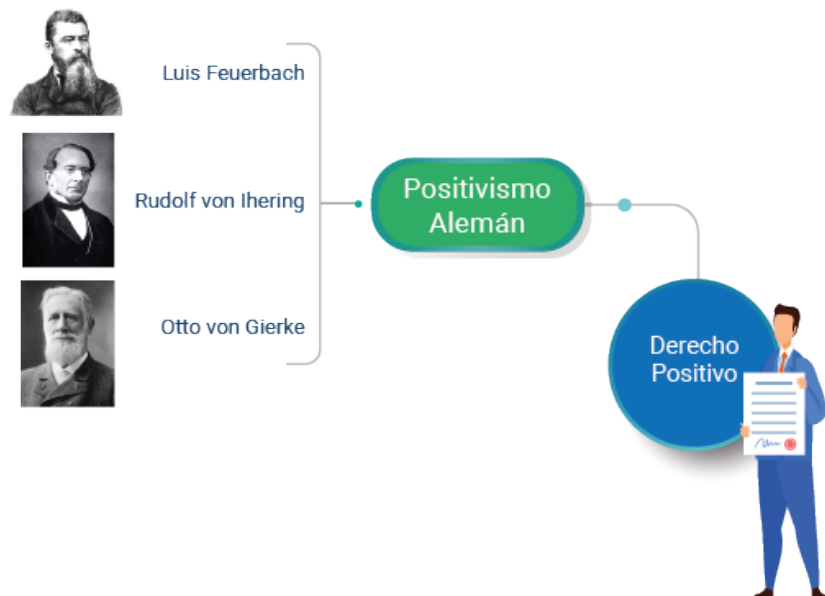 Luis Feuerbach
Rudolf von Ihering
Otto von Gierke
Positivismo
Alemán
Derecho
Positivo